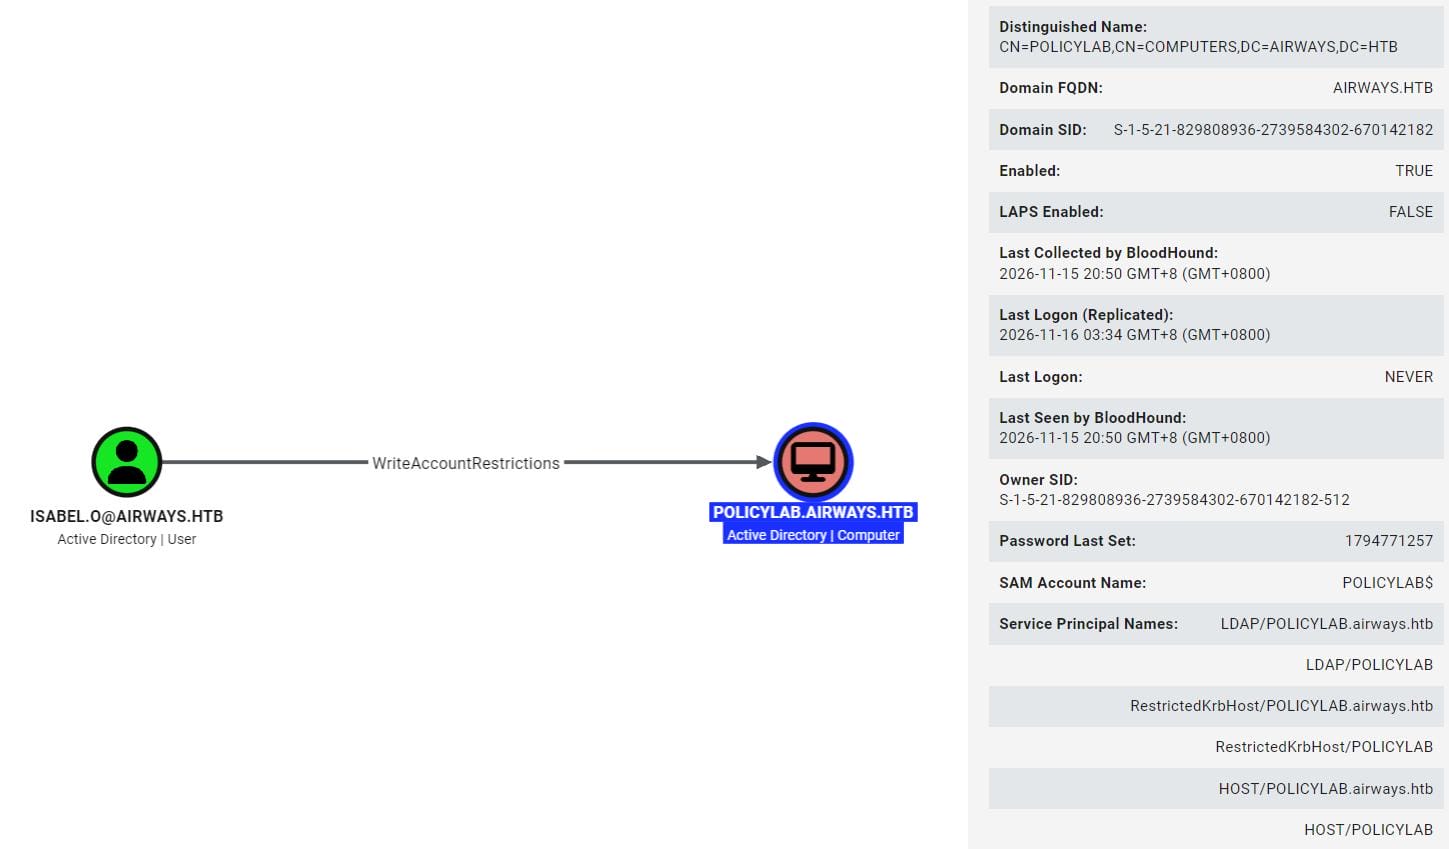 WriteAccountRestrictions
ISABEL.O@AIRWAYS.HTB
Active Directory | User
POLICYLAB.AIRWAYS.HTB
Active Directory | Computer
Distinguished Name:
CN=POLICYLAB,CN=COMPUTERS,DC=AIRWAYS,DC=HTB
Domain FQDN: AIRWAYS.HTB
Domain SID: S-1-5-21-829808936-2739584302-670142182
Enabled: TRUE
LAPS Enabled: FALSE
Last Collected by BloodHound:
2026-11-15 20:50 GMT+8 (GMT+0800)
Last Logon (Replicated):
2026-11-16 03:34 GMT+8 (GMT+0800)
Last Logon: NEVER
Last Seen by BloodHound:
2026-11-15 20:50 GMT+8 (GMT+0800)
Owner SID:
S-1-5-21-829808936-2739584302-670142182-512
Password Last Set: 1794771257
SAM Account Name: POLICYLAB$
Service Principal Names: LDAP/POLICYLAB.airways.htb
LDAP/POLICYLAB
RestrictedKrbHost/POLICYLAB.airways.htb
RestrictedKrbHost/POLICYLAB
HOST/POLICYLAB.airways.htb
HOST/POLICYLAB